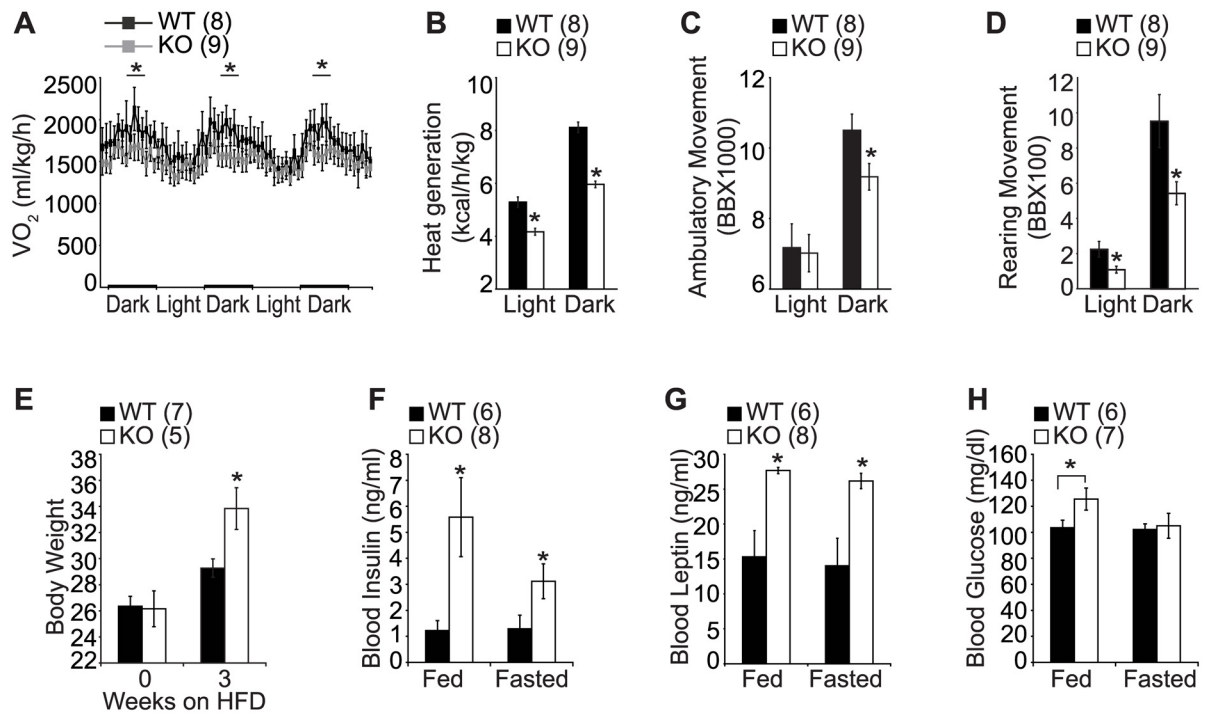 A
WT (8)
KO (9)
* * *
2500
2000
1500
1000
500
0
VO2 (ml/kg/h)
Dark Light Dark Light Dark
B
WT (8)
KO (9)
12
10
8
6
4
2
Heat generation
(kcal/h/kg)
* *
Light Dark
C
WT (8)
KO (9)
12
10
8
6
Ambulatory Movement
(BBX1000)
*
Light Dark
D
WT (8)
KO (9)
12
10
8
6
4
2
0
Rearing Movement
(BBX100)
* *
Light Dark
E
WT (7)
KO (5)
38
36
34
32
30
28
26
24
22
Body Weight
*
0 3
Weeks on HFD
F
WT (6)
KO (8)
8
7
6
5
4
3
2
1
0
Blood Insulin (ng/ml)
* *
Fed Fasted
G
WT (6)
KO (8)
30
25
20
15
10
5
0
Blood Leptin (ng/ml)
* *
Fed Fasted
H
WT (6)
KO (7)
160
140
120
100
80
60
40
20
0
Blood Glucose (mg/dl)
*
Fed Fasted